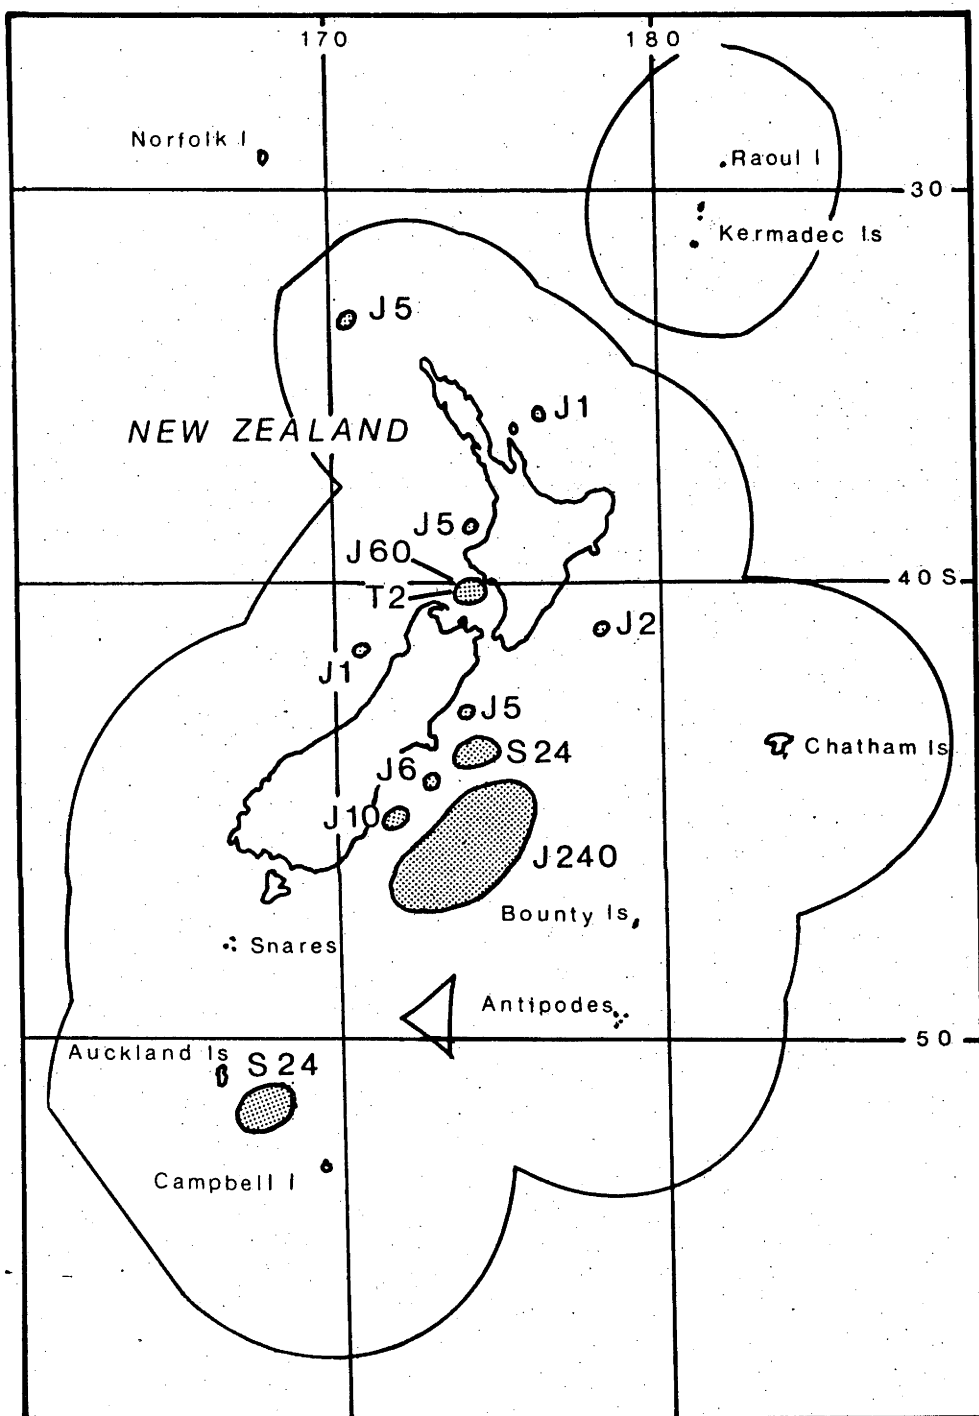 170 180
Norfolk I
Raoul I
30
Kermadec Is
J5
J1
NEW ZEALAND
J5
J60
40 S
T2
J2
J1
J5
S24
Chatham Is
J6
J10
J240
Bounty Is
Snares
Antipodes
50
Auckland Is
S24
Campbell I